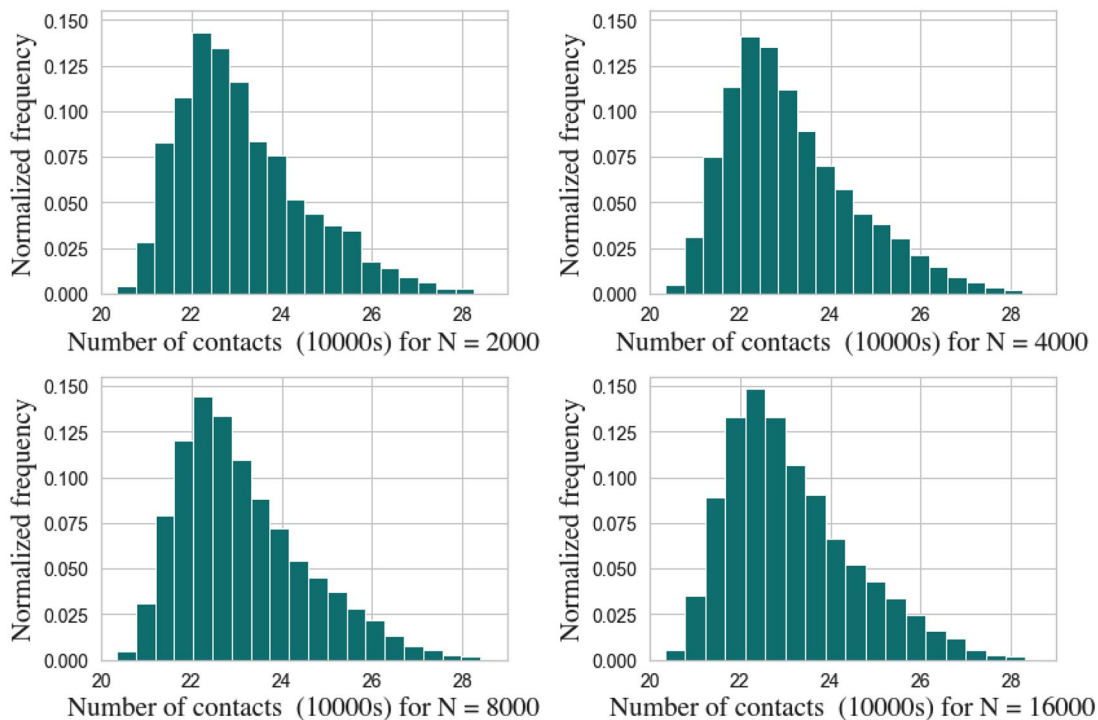 Normalized frequency
0.150
0.125
0.100
0.075
0.050
0.025
0.000
20 22 24 26 28
Number of contacts (10000s) for N = 2000
Normalized frequency
0.150
0.125
0.100
0.075
0.050
0.025
0.000
20 22 24 26 28
Number of contacts (10000s) for N = 4000
Normalized frequency
0.150
0.125
0.100
0.075
0.050
0.025
0.000
20 22 24 26 28
Number of contacts (10000s) for N = 8000
Normalized frequency
0.150
0.125
0.100
0.075
0.050
0.025
0.000
20 22 24 26 28
Number of contacts (10000s) for N = 16000